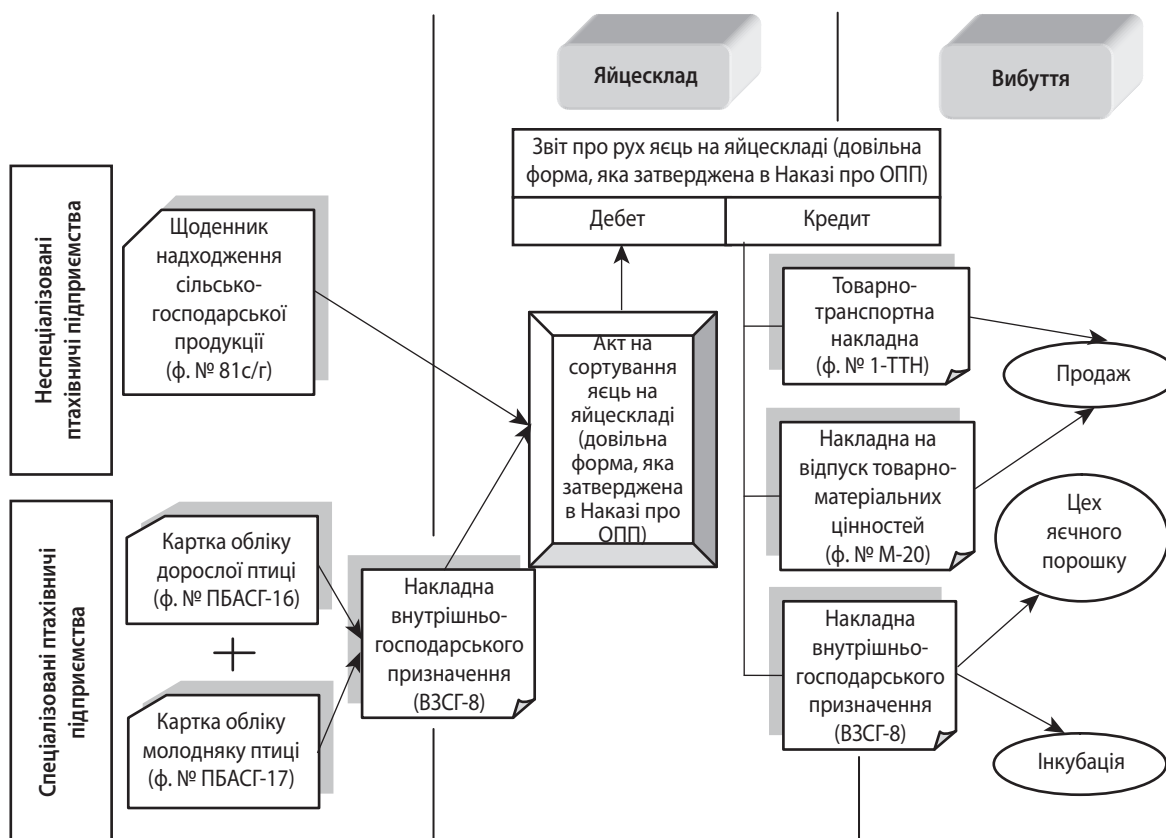 Яйцесклад
Вибуття
Звіт про рух яєць на яйцескладі (довільна
форма, яка затверджена в Наказі про ОПП)
Дебет
Кредит
Неспеціалізовані
птахівничі підприємства
Щоденник
надходження
сільсько-
господарської
продукції
(ф. № 81с/г)
Акт на
сортування
яєць на
яйцескладі
(довільна
форма, яка
затверджена
в Наказі про
ОПП)
Товарно-
транспортна
накладна
(ф. № 1-ТТН)
Продаж
Накладна на
відпуск товарно-
матеріальних
цінностей
(ф. № М-20)
Цех
яєчного
порошку
Спеціалізовані птахівничі
підприємства
Картка обліку
дорослої птиці
(ф. № ПБАСГ-16)
+
Картка обліку
молодняку птиці
(ф. № ПБАСГ-17)
Накладна
внутрішньо-
господарського
призначення
(ВЗСГ-8)
Накладна
внутрішньо-
господарського
призначення
(ВЗСГ-8)
Інкубація